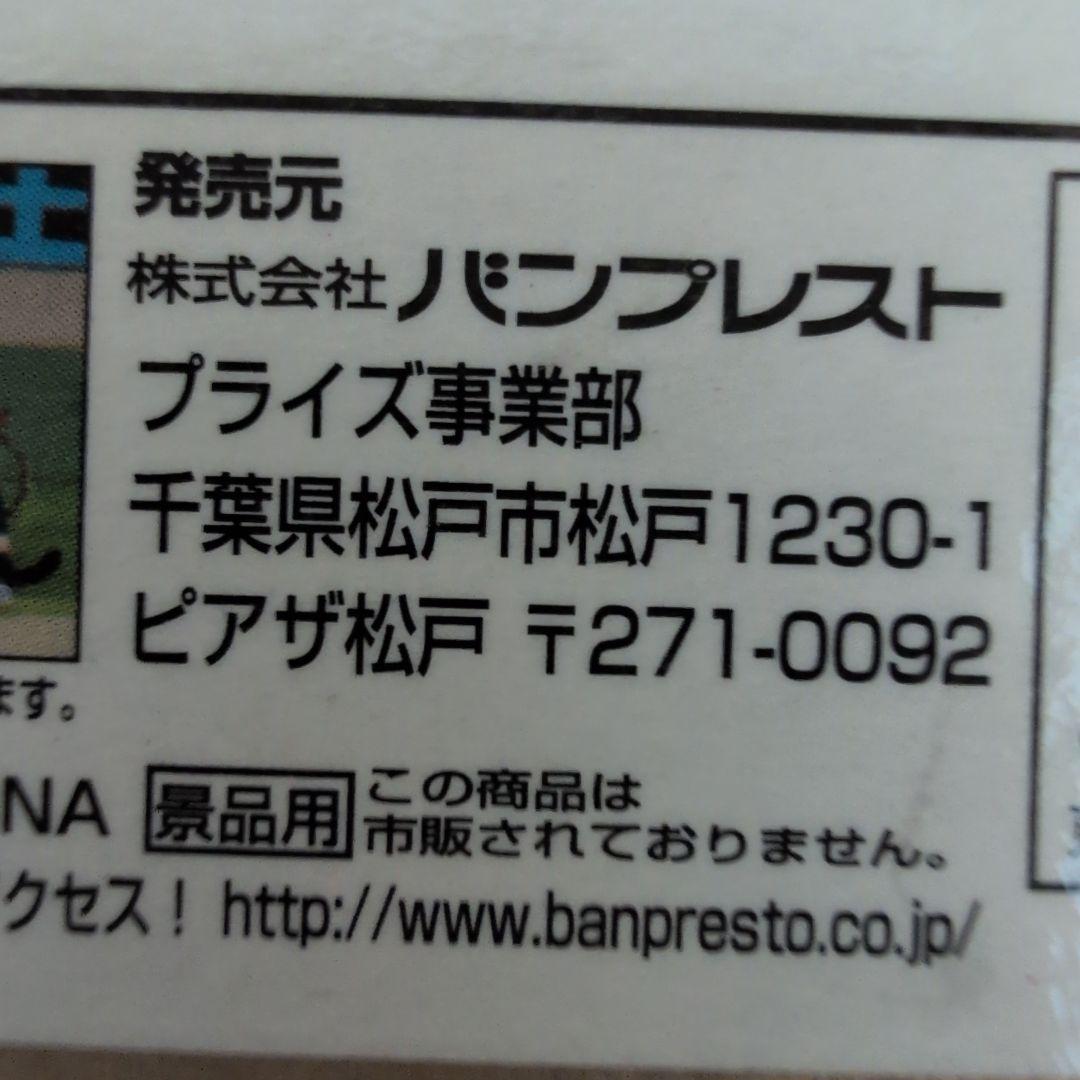 発売元
株式会社バンプレスト
プライズ事業部
千葉県松戸市松戸1230-1
ピアザ松戸 〒271-0092
ます。
NA 景品用 この商品は
市販されておりません。
クセス! http://www.banpresto.co.jp/